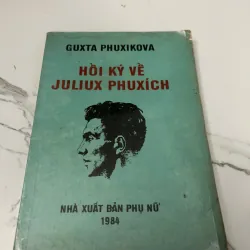 GUXTA PHUXIKOVA
HỒI KÝ VỀ
JULIUX PHUXÍCH
NHÀ XUẤT BẢN PHỤ NỮ
1984